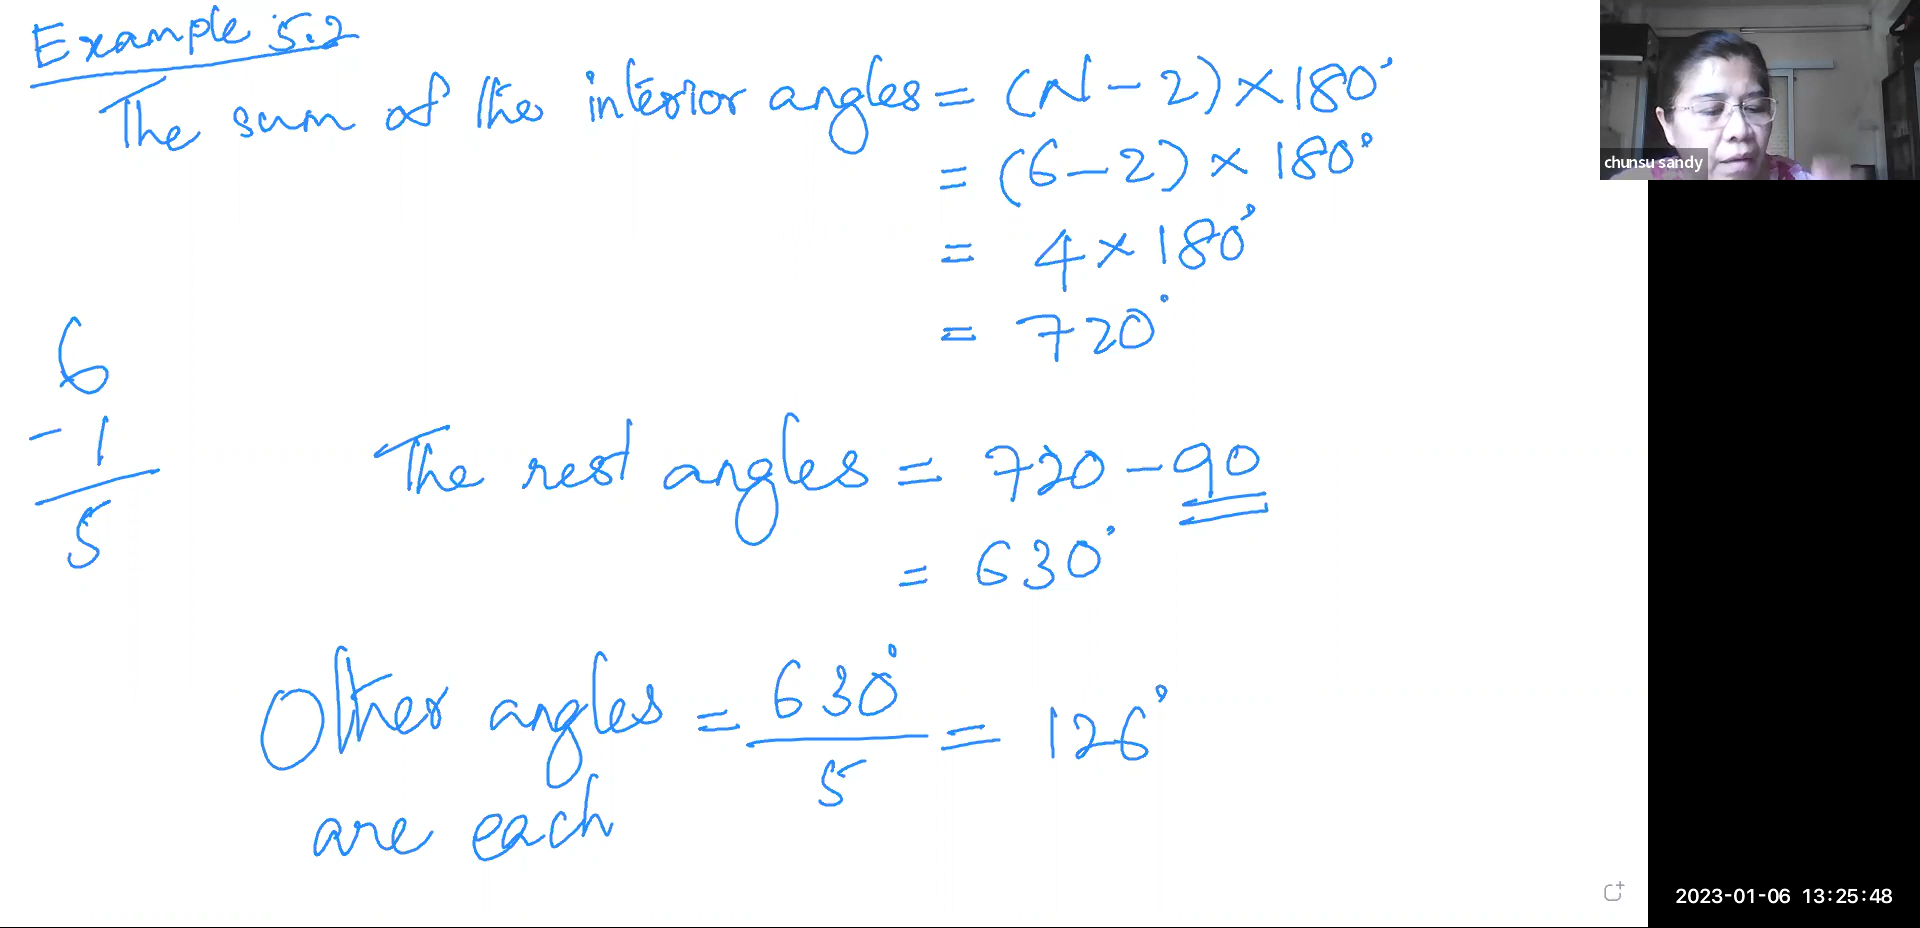 Example 5.2
The sum of the interior angles = (N - 2) × 180°
= (6 - 2) × 180°
= 4 × 180°
= 720°
6
- 1
5
The rest angles = 720 - 90
= 630°
Other angles = 630° / 5 = 126°
are each
chunsu sandy
2023-01-06 13:25:48